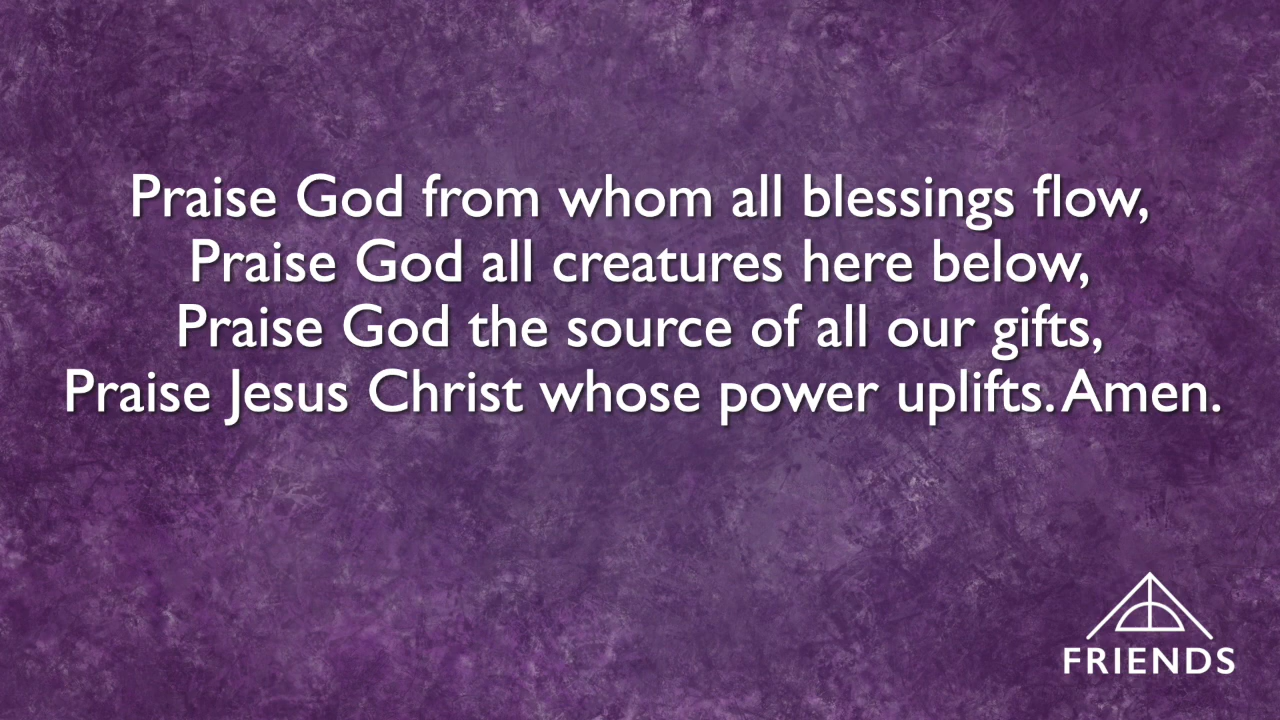 Praise God from whom all blessings flow,
Praise God all creatures here below,
Praise God the source of all our gifts,
Praise Jesus Christ whose power uplifts. Amen.
FRIENDS